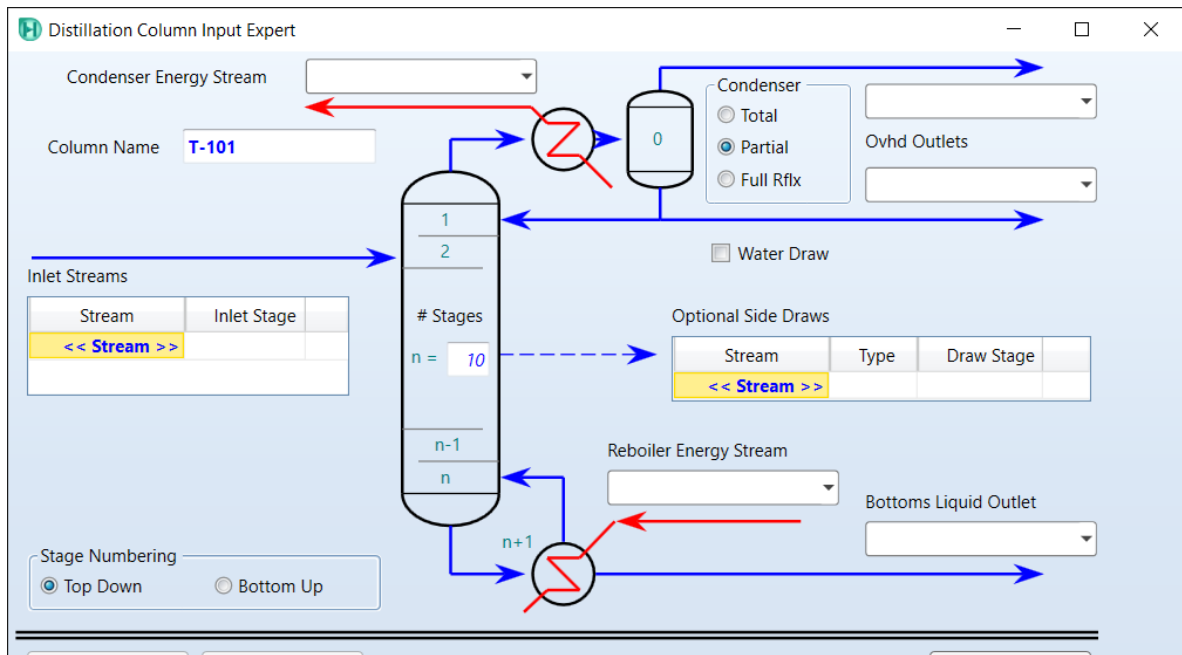 Distillation Column Input Expert
Condenser Energy Stream
Column Name
T-101
0
Condenser
Total
Partial
Full Rflx
Ovhd Outlets
Water Draw
1
2
Inlet Streams
Stream Inlet Stage
<< Stream >>
# Stages
n = 10
Optional Side Draws
Stream Type Draw Stage
<< Stream >>
n-1
n
n+1
Reboiler Energy Stream
Bottoms Liquid Outlet
Stage Numbering
Top Down Bottom Up